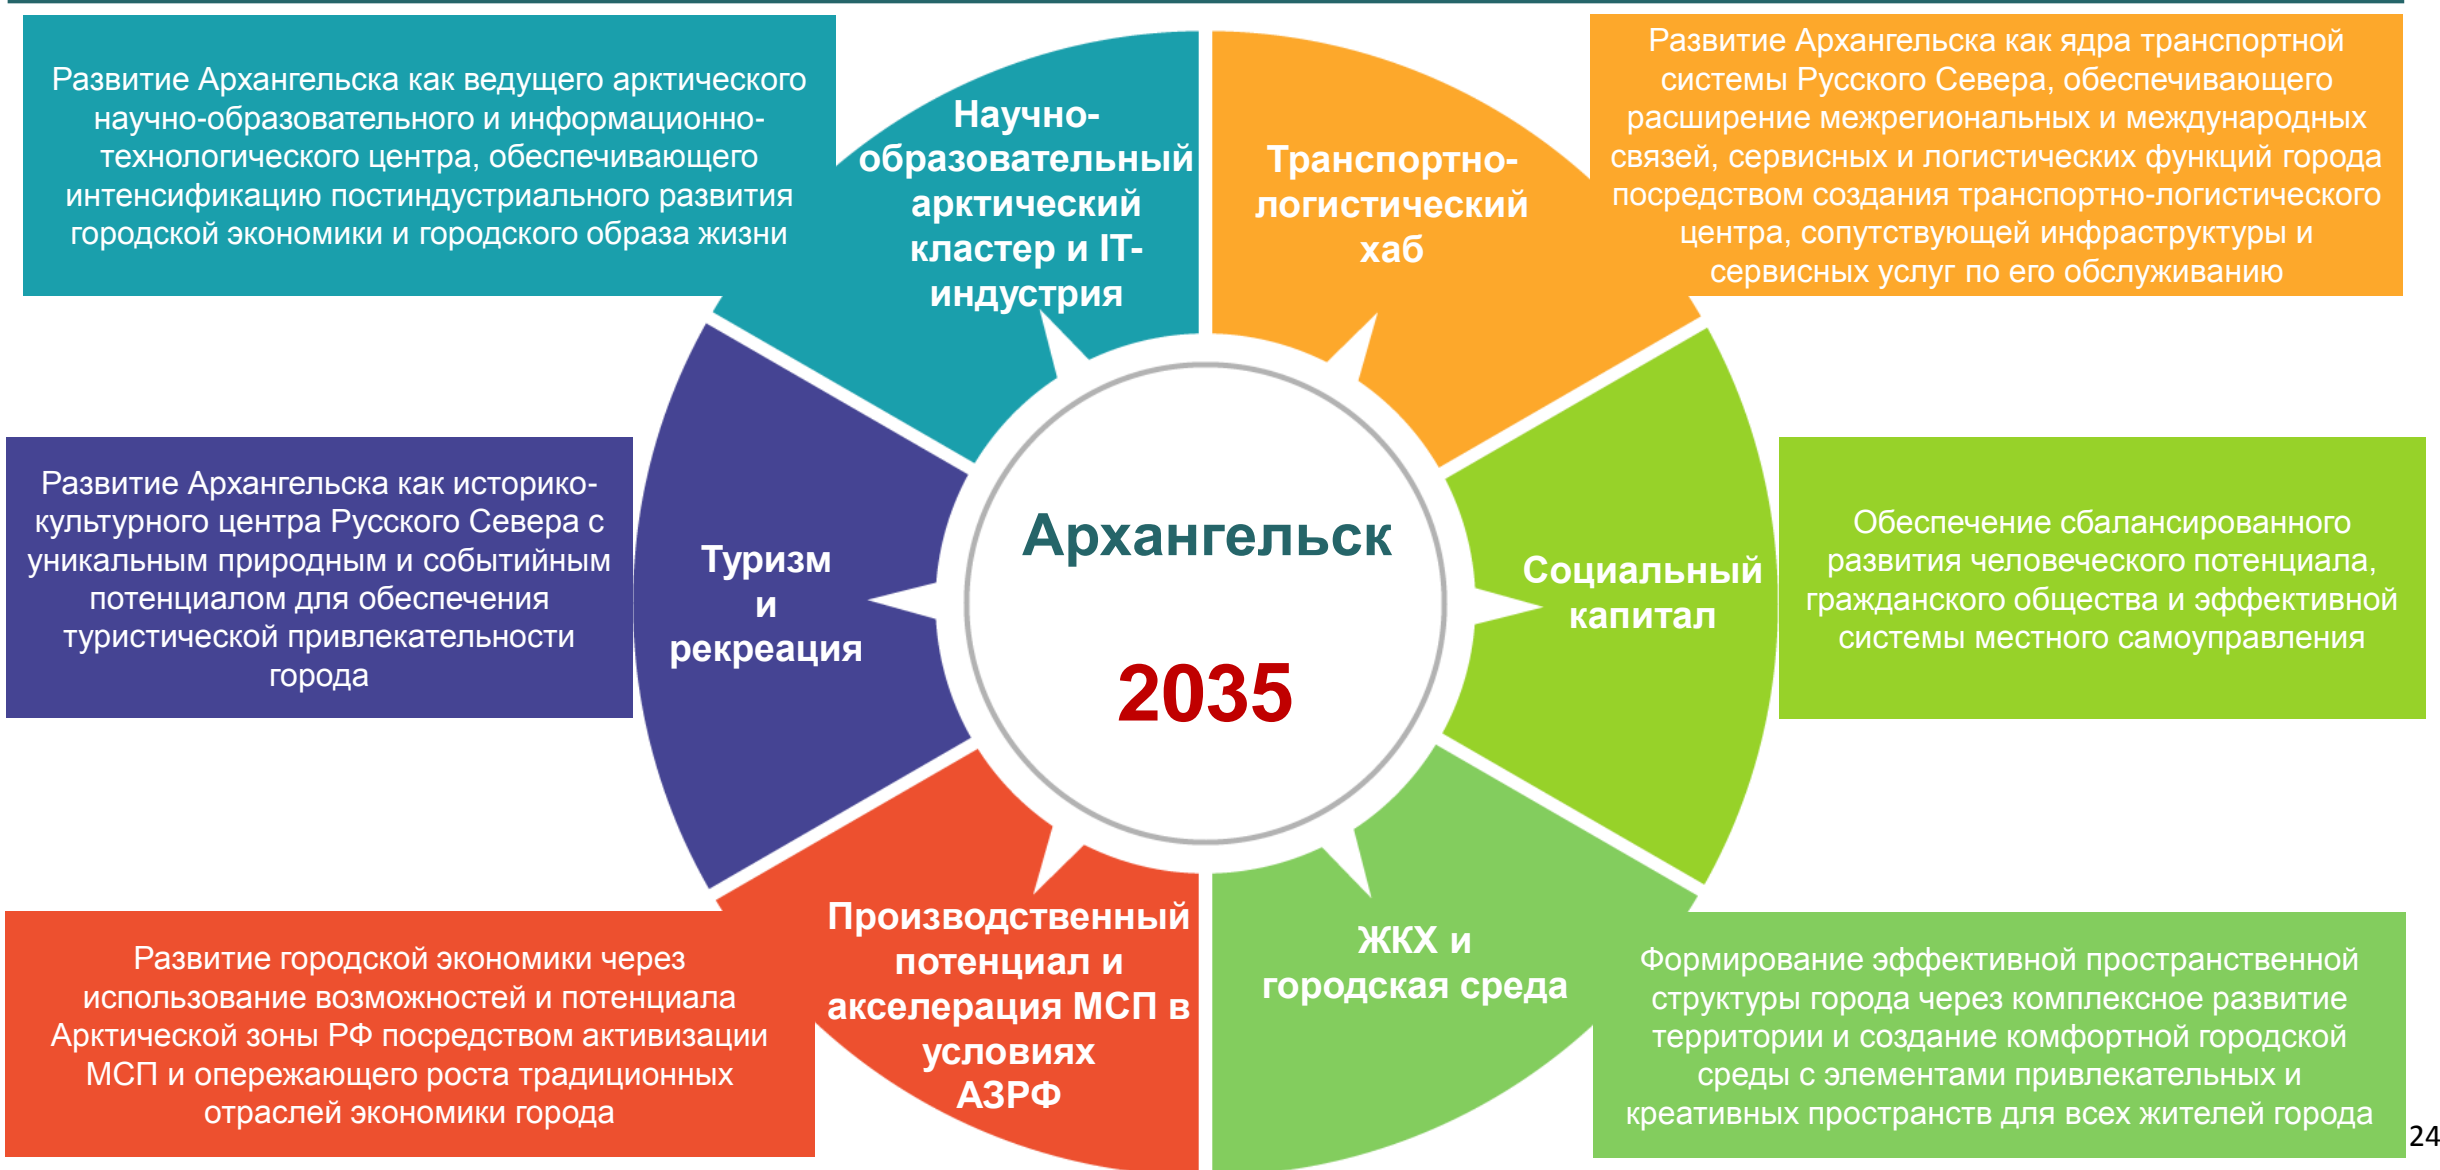 Развитие Архангельска как ведущего арктического
научно-образовательного и информационно-
технологического центра, обеспечивающего
интенсификацию постиндустриального развития
городской экономики и городского образа жизни
Научно-
образовательный
арктический
кластер и IT-
индустрия
Транспортно-
логистический
хаб
Развитие Архангельска как ядра транспортной
системы Русского Севера, обеспечивающего
расширение межрегиональных и международных
связей, сервисных и логистических функций города
посредством создания транспортно-логистического
центра, сопутствующей инфраструктуры и
сервисных услуг по его обслуживанию
Развитие Архангельска как историко-
культурного центра Русского Севера с
уникальным природным и событийным
потенциалом для обеспечения
туристической привлекательности
города
Туризм
и
рекреация
Архангельск
2035
Социальный
капитал
Обеспечение сбалансированного
развития человеческого потенциала,
гражданского общества и эффективной
системы местного самоуправления
Развитие городской экономики через
использование возможностей и потенциала
Арктической зоны РФ посредством активизации
МСП и опережающего роста традиционных
отраслей экономики города
Производственный
потенциал и
акселерация МСП в
условиях
АЗРФ
ЖКХ и
городская среда
Формирование эффективной пространственной
структуры города через комплексное развитие
территории и создание комфортной городской
среды с элементами привлекательных и
креативных пространств для всех жителей города
24